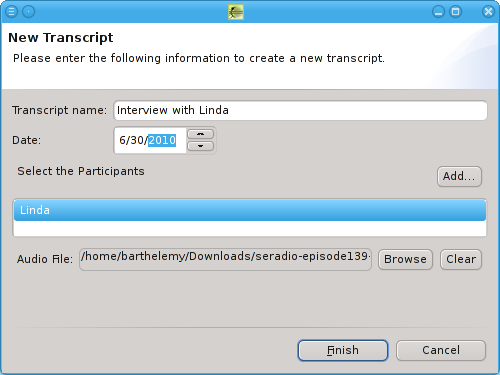 New Transcript
Please enter the following information to create a new transcript.
Transcript name: Interview with Linda
Date: 6/30/2010
Select the Participants
Add...
Linda
Audio File: /home/barthelemy/Downloads/seradio-episode139- Browse Clear
Finish Cancel